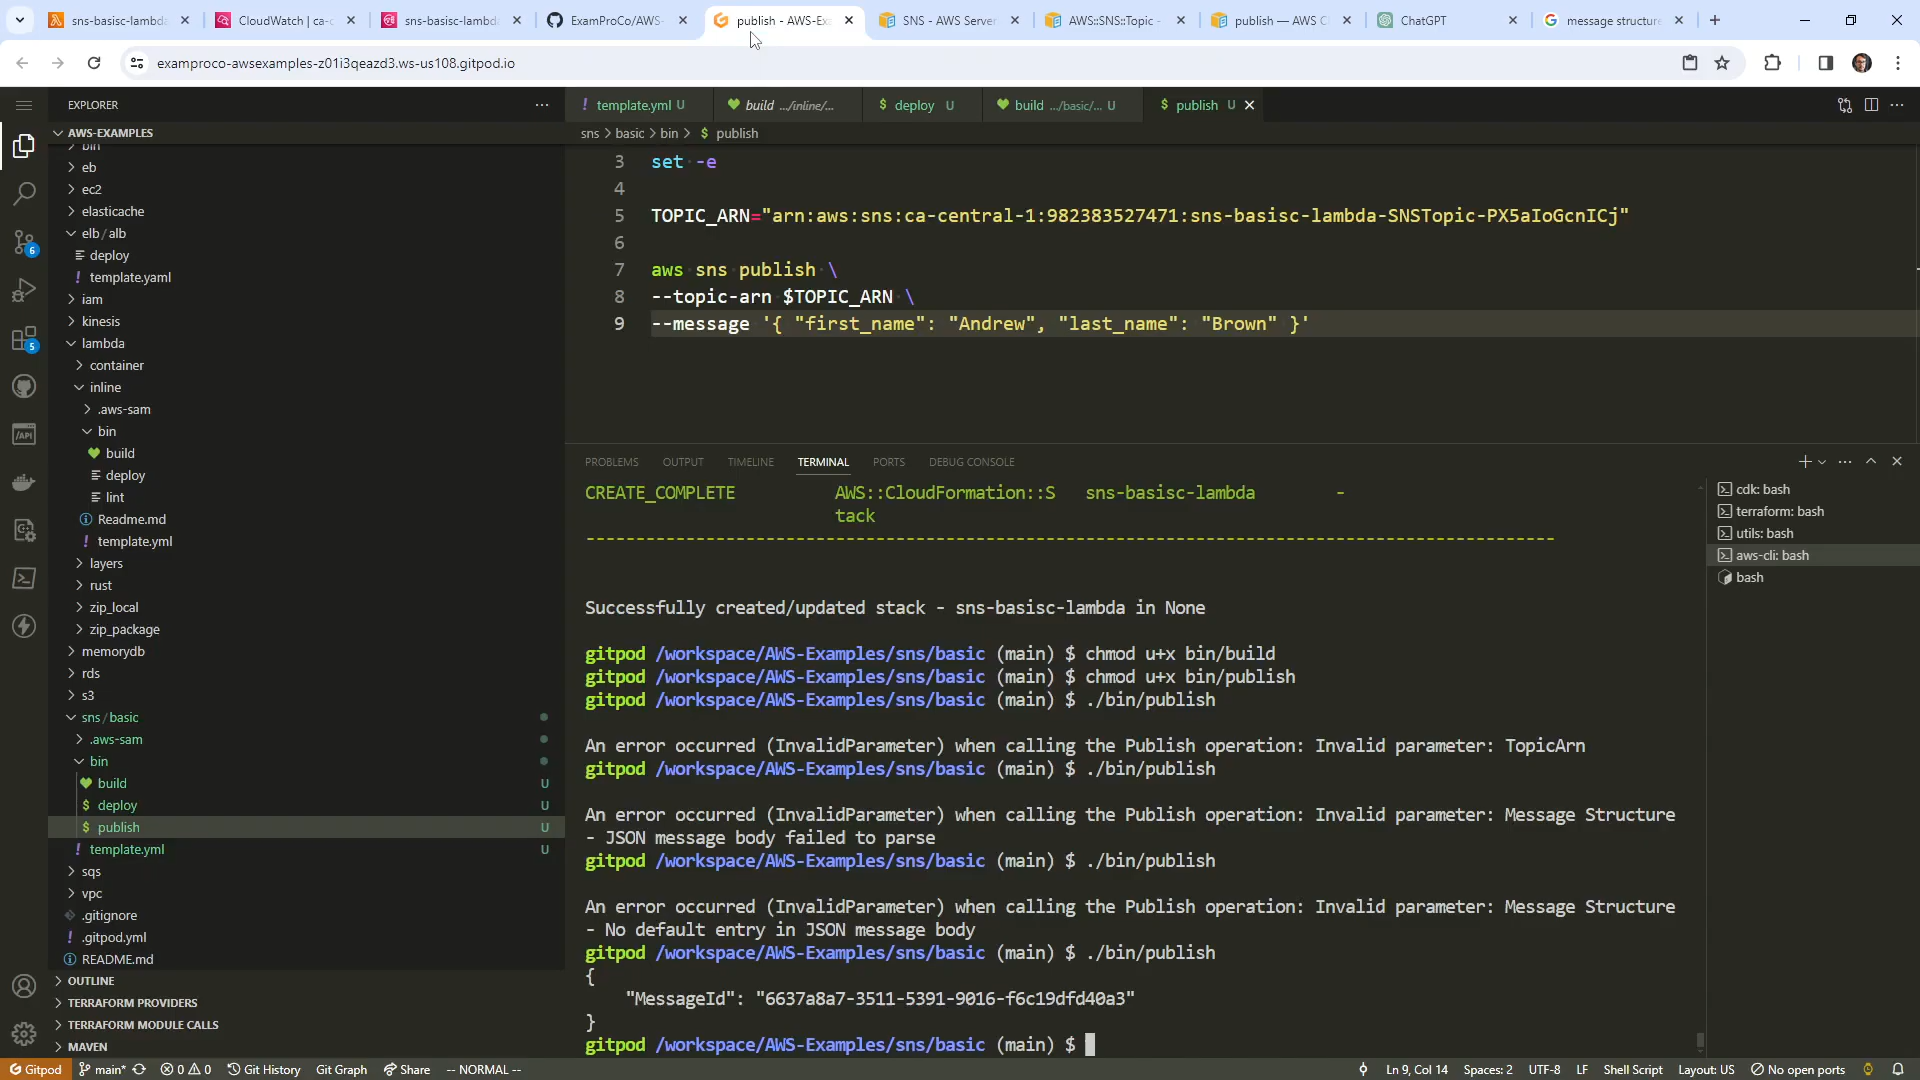 sns-basisc-lambda
CloudWatch | ca-c
sns-basisc-lambd
ExamProCo/AWS-
publish - AWS-Ex
SNS - AWS Server
AWS::SNS::Topic -
publish — AWS C
ChatGPT
message structure
examproco-awsexamples-z01i3qeazd3.ws-us108.gitpod.io
EXPLORER
template.yml U
build .../inline/...
deploy U
build .../basic/... U
$ publish U
AWS-EXAMPLES
sns > basic > bin > $ publish
bin
eb
ec2
elasticache
elb / alb
deploy
template.yaml
iam
kinesis
lambda
container
inline
.aws-sam
bin
build
deploy
lint
Readme.md
template.yml
layers
rust
zip_local
zip_package
memorydb
rds
s3
sns / basic
.aws-sam
bin
build U
$ deploy U
$ publish U
! template.yml U
sqs
vpc
.gitignore
! .gitpod.yml
README.md
OUTLINE
TERRAFORM PROVIDERS
TERRAFORM MODULE CALLS
MAVEN
3 set -e
4
5 TOPIC_ARN="arn:aws:sns:ca-central-1:982383527471:sns-basisc-lambda-SNSTopic-PX5aIoGcnICj"
6
7 aws sns publish \
8 --topic-arn $TOPIC_ARN \
9 --message '{ "first_name": "Andrew", "last_name": "Brown" }'
PROBLEMS OUTPUT TIMELINE TERMINAL PORTS DEBUG CONSOLE
CREATE_COMPLETE AWS::CloudFormation::S sns-basisc-lambda -
tack
-------------------------------------------------------------------------------------------------
Successfully created/updated stack - sns-basisc-lambda in None
gitpod /workspace/AWS-Examples/sns/basic (main) $ chmod u+x bin/build
gitpod /workspace/AWS-Examples/sns/basic (main) $ chmod u+x bin/publish
gitpod /workspace/AWS-Examples/sns/basic (main) $ ./bin/publish
An error occurred (InvalidParameter) when calling the Publish operation: Invalid parameter: TopicArn
gitpod /workspace/AWS-Examples/sns/basic (main) $ ./bin/publish
An error occurred (InvalidParameter) when calling the Publish operation: Invalid parameter: Message Structure
- JSON message body failed to parse
gitpod /workspace/AWS-Examples/sns/basic (main) $ ./bin/publish
An error occurred (InvalidParameter) when calling the Publish operation: Invalid parameter: Message Structure
- No default entry in JSON message body
gitpod /workspace/AWS-Examples/sns/basic (main) $ ./bin/publish
{
"MessageId": "6637a8a7-3511-5391-9016-f6c19dfd40a3"
}
gitpod /workspace/AWS-Examples/sns/basic (main) $
cdk: bash
terraform: bash
utils: bash
aws-cli: bash
bash
6
5
/API
Gitpod main* 0 0 Git History Git Graph Share -- NORMAL -- Ln 9, Col 14 Spaces: 2 UTF-8 LF Shell Script Layout: US No open ports